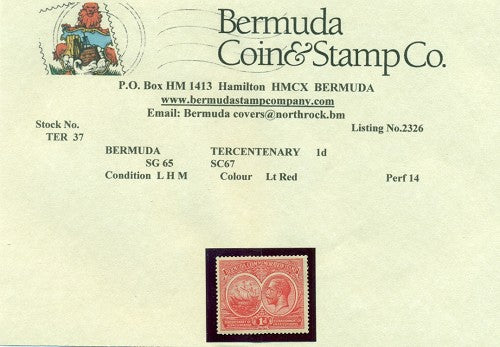 Bermuda
Coin&Stamp Co.
P.O. Box HM 1413 Hamilton HMCX BERMUDA
www.bermudastampcompany.com
Email: Bermuda covers@northrock.bm
Stock No.
TER 37
Listing No.2326
BERMUDA TERCENTENARY 1d
SG 65 SC67
Condition L H M Colour Lt Red Perf 14
1d